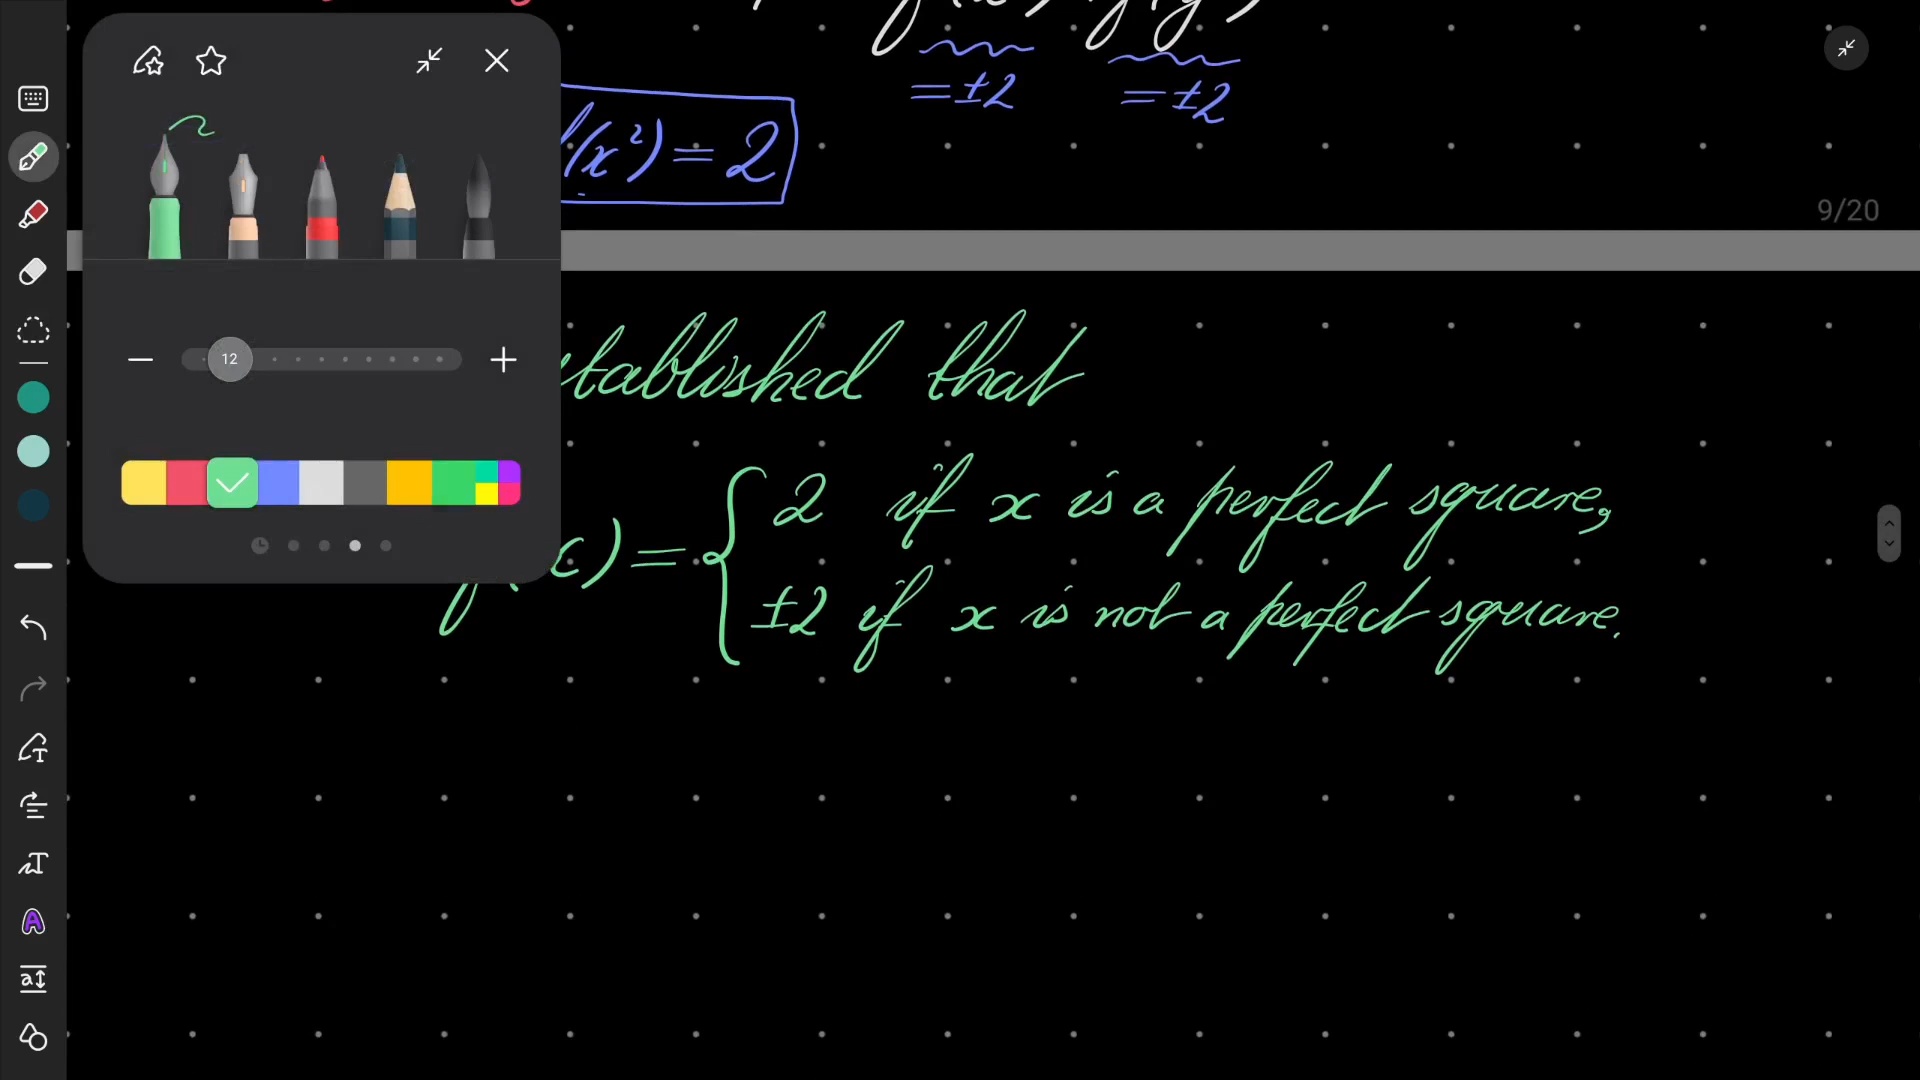 = ±2 = ±2
(x²) = 2
9/20
12
tablished that
) = { 2 if x is a perfect square,
±2 if x is not a perfect square.